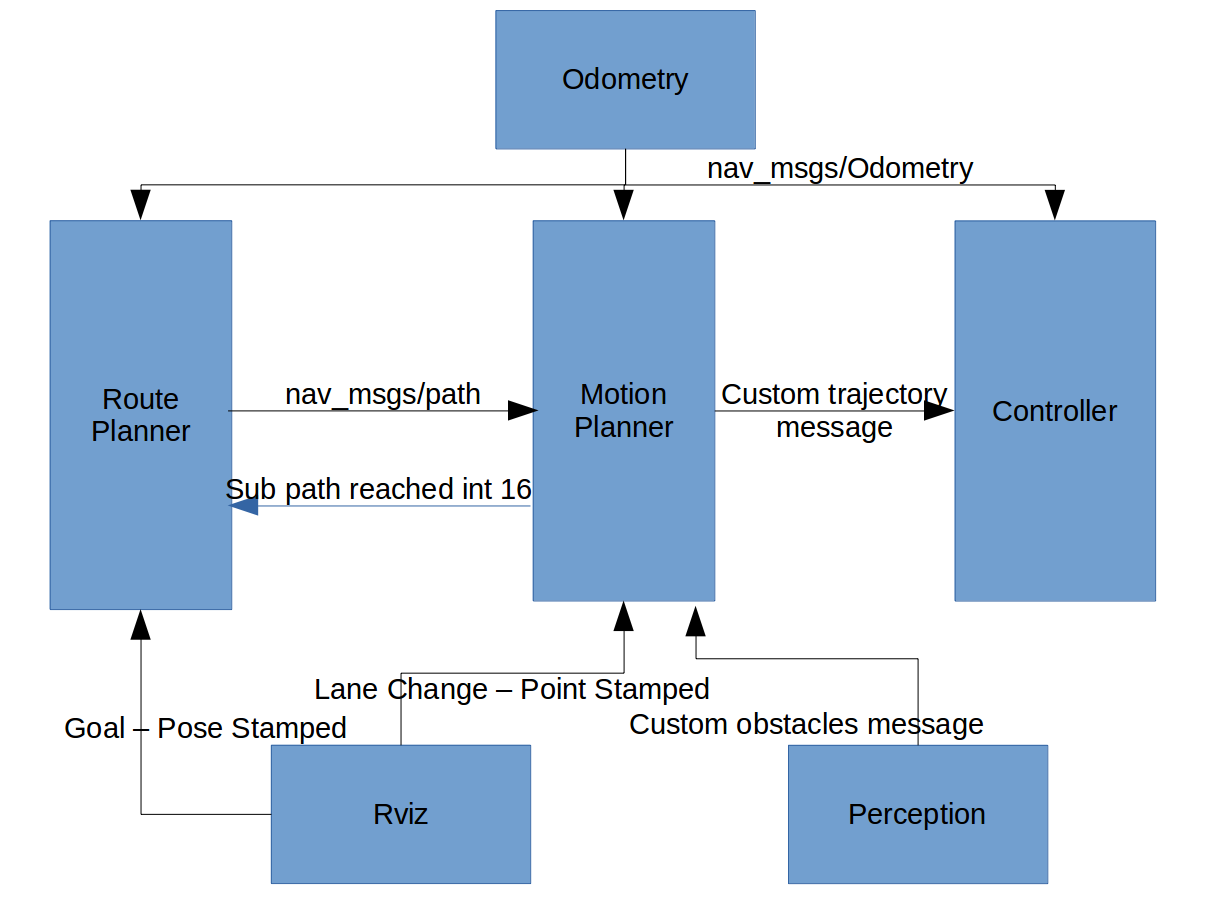 Odometry
nav_msgs/Odometry
Route
Planner
nav_msgs/path
Motion
Planner
Custom trajectory
message
Controller
Sub path reached int 16
Lane Change – Point Stamped
Goal – Pose Stamped
Custom obstacles message
Rviz
Perception